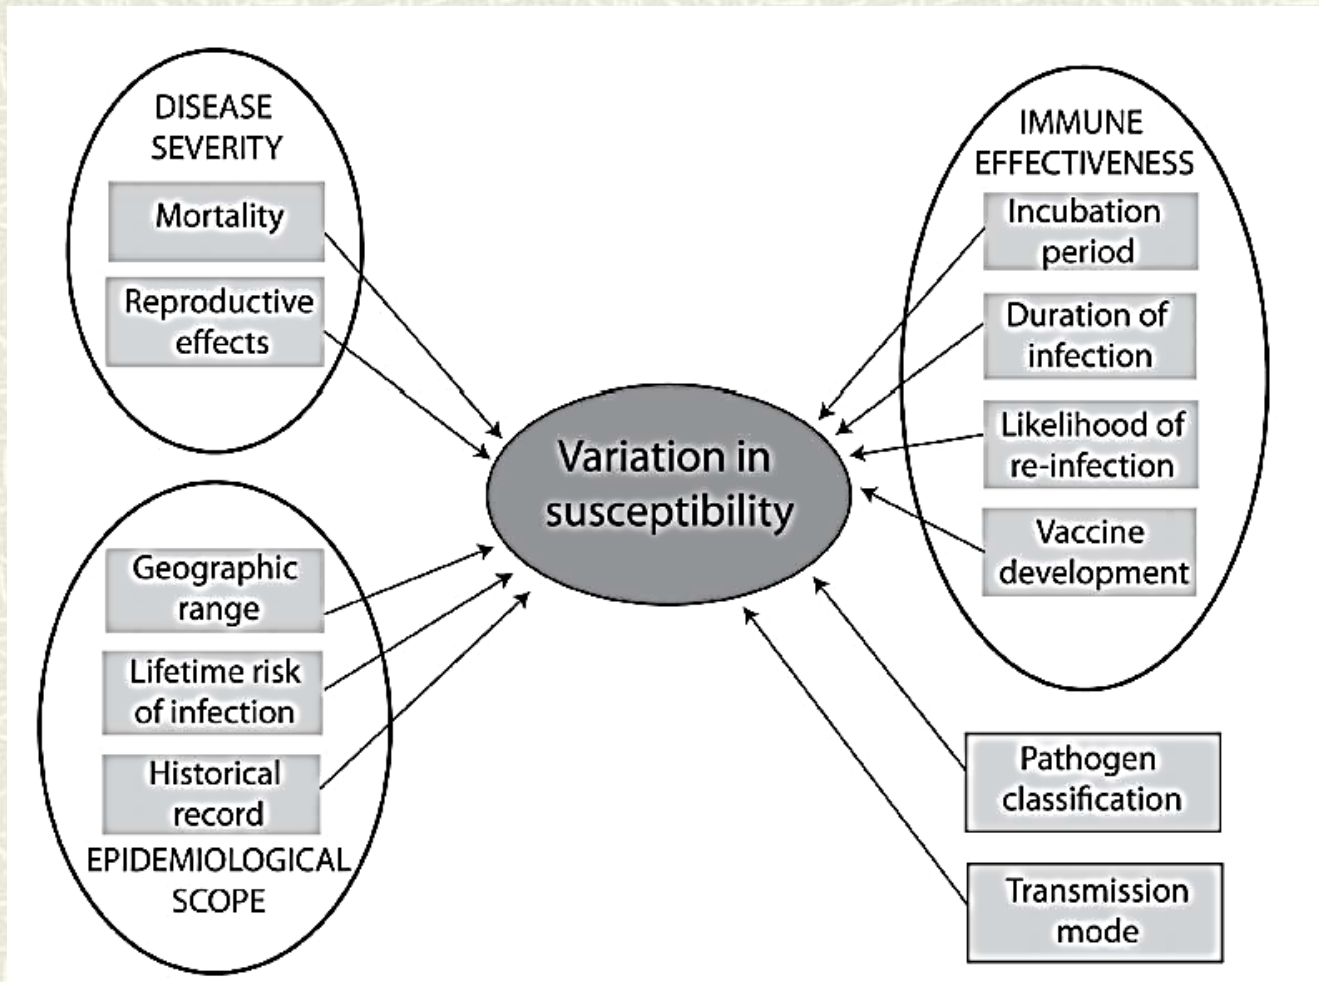 DISEASE
SEVERITY
Mortality
Reproductive
effects
Geographic
range
Lifetime risk
of infection
Historical
record
EPIDEMIOLOGICAL
SCOPE
Variation in
susceptibility
IMMUNE
EFFECTIVENESS
Incubation
period
Duration of
infection
Likelihood of
re-infection
Vaccine
development
Pathogen
classification
Transmission
mode